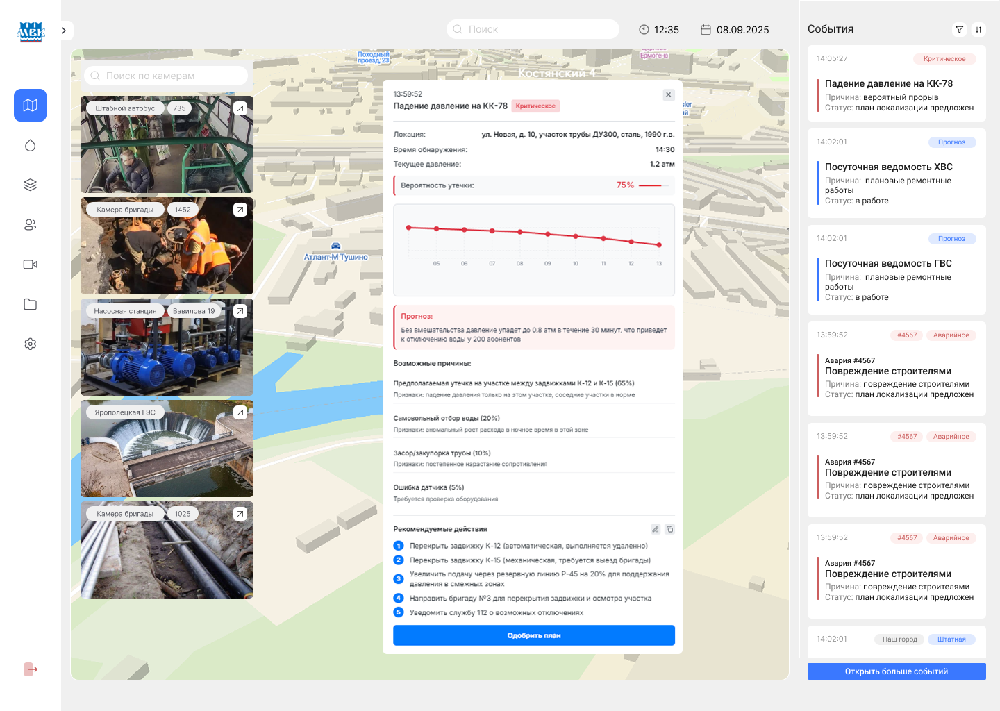 МВК
Поиск
12:35
08.09.2025
Поиск по камерам
Штабной автобус
735
Камера бригады
1452
Насосная станция
Вавилова 19
Ярополецкая ГЭС
Камера бригады
1025
Походный
проезд, 23
Ермогена
Костянский 4
Атлант-М Тушино
13:59:52
Падение давление на КК-78
Критическое
Локация:
ул. Новая, д. 10, участок трубы ДУ300, сталь, 1990 г.в.
Время обнаружения:
14:30
Текущее давление:
1.2 атм
Вероятность утечки:
75%
05 06 07 08 09 10 11 12 13
Прогноз:
Без вмешательства давление упадет до 0,8 атм в течение 30 минут, что приведет
к отключению воды у 200 абонентов
Возможные причины:
Предполагаемая утечка на участке между задвижками К-12 и К-15 (65%)
Признаки: падение давления только на этом участке, соседние участки в норме
Самовольный отбор воды (20%)
Признаки: аномальный рост расхода в ночное время в этой зоне
Засор/закупорка трубы (10%)
Признаки: постепенное нарастание сопротивления
Ошибка датчика (5%)
Требуется проверка оборудования
Рекомендуемые действия
1 Перекрыть задвижку К-12 (автоматическая, выполняется удаленно)
2 Перекрыть задвижку К-15 (механическая, требуется выезд бригады)
3 Увеличить подачу через резервную линию Р-45 на 20% для поддержания
давления в смежных зонах
4 Направить бригаду №3 для перекрытия задвижки и осмотра участка
5 Уведомить службу 112 о возможных отключениях
Одобрить план
События
14:05:27
Критическое
Падение давление на КК-78
Причина: вероятный прорыв
Статус: план локализации предложен
14:02:01
Прогноз
Посуточная ведомость ХВС
Причина: плановые ремонтные
работы
Статус: в работе
14:02:01
Прогноз
Посуточная ведомость ГВС
Причина: плановые ремонтные
работы
Статус: в работе
13:59:52
#4567
Аварийное
Авария #4567
Повреждение строителями
Причина: повреждение строителями
Статус: план локализации предложен
13:59:52
#4567
Аварийное
Авария #4567
Повреждение строителями
Причина: повреждение строителями
Статус: план локализации предложен
13:59:52
#4567
Аварийное
Авария #4567
Повреждение строителями
Причина: повреждение строителями
Статус: план локализации предложен
14:02:01
Наш город
Штатная
Открыть больше событий